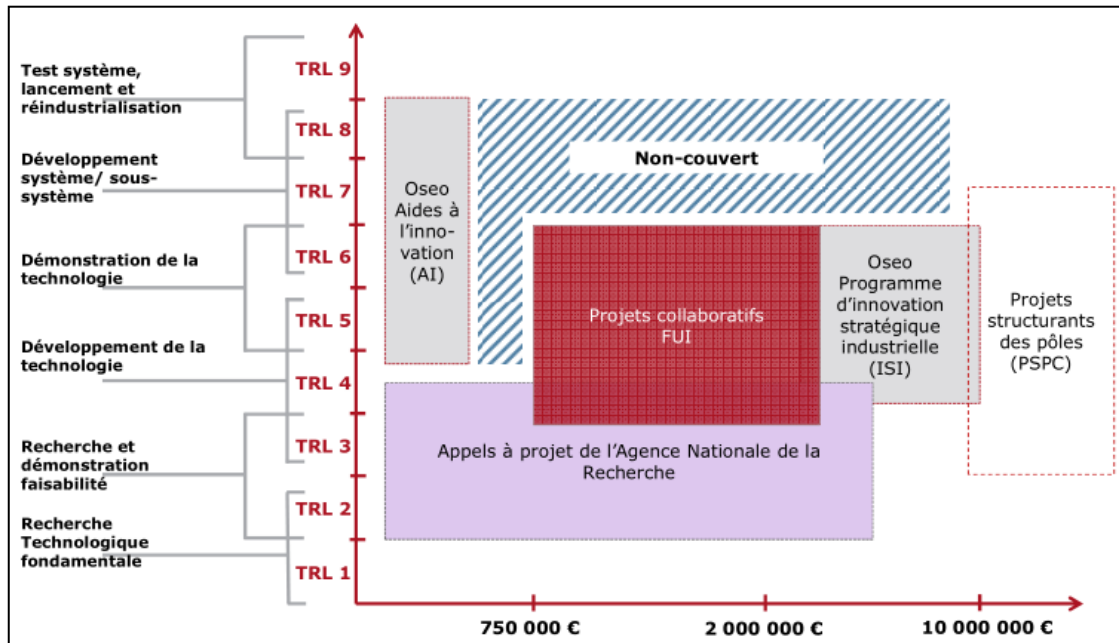 Test système,
lancement et
réindustrialisation
Développement
système/ sous-
système
Démonstration de la
technologie
Développement de la
technologie
Recherche et
démonstration
faisabilité
Recherche
Technologique
fondamentale
TRL 9
TRL 8
TRL 7
TRL 6
TRL 5
TRL 4
TRL 3
TRL 2
TRL 1
Oseo
Aides à
l'inno-
vation
(AI)
Non-couvert
Projets collaboratifs
FUI
Oseo
Programme
d'innovation
stratégique
industrielle
(ISI)
Projets
structurants
des pôles
(PSPC)
Appels à projet de l'Agence Nationale de la
Recherche
750 000 €
2 000 000 €
10 000 000 €